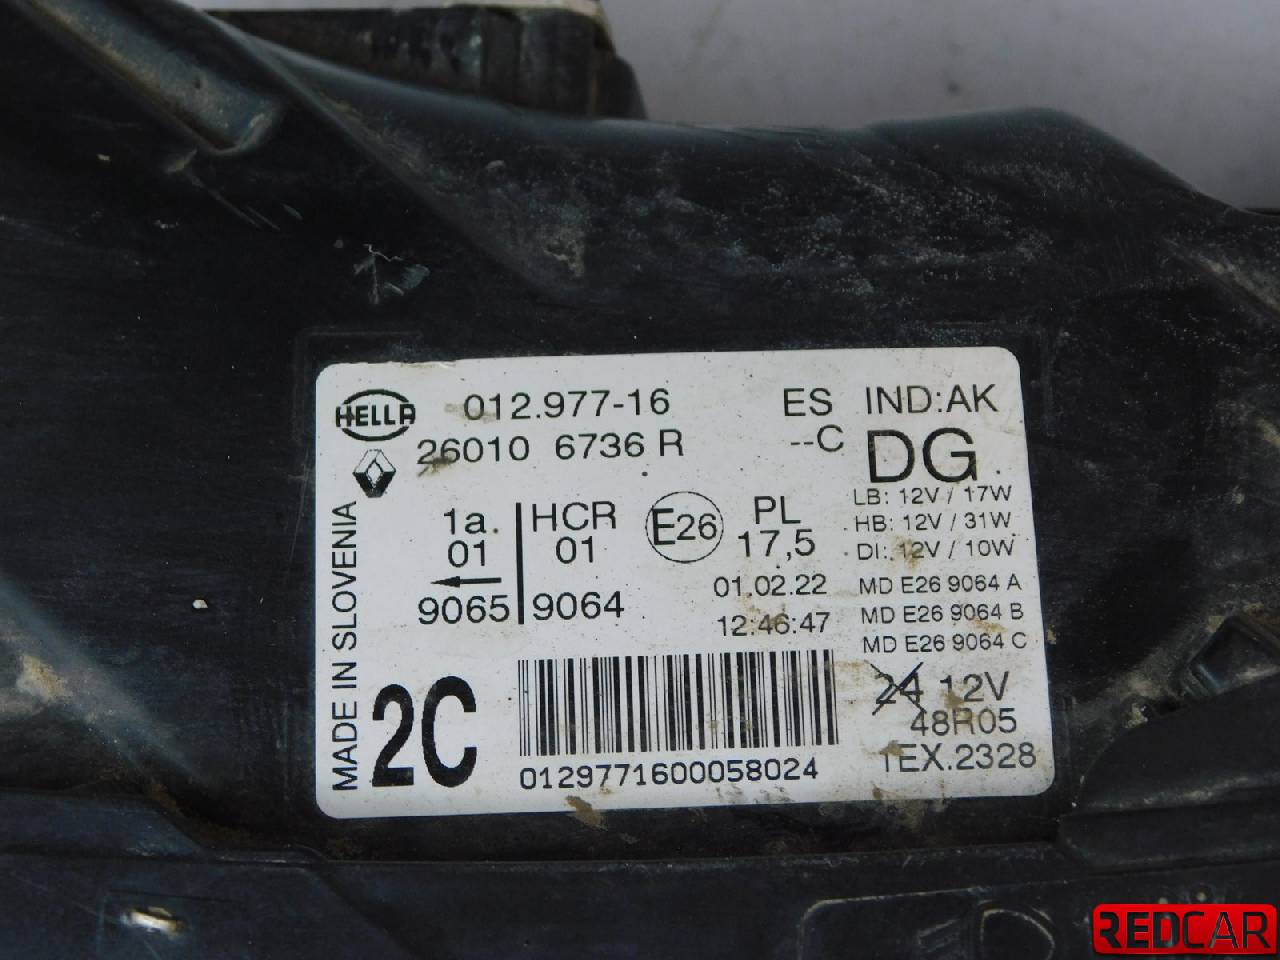 HELLA 012.977-16 ES IND:AK
26010 6736 R --C DG
LB: 12V / 17W
HB: 12V / 31W
DI: 12V / 10W
1a. HCR E26 PL
01 01 17,5
9065 9064
01.02.22
12:46:47
MD E26 9064 A
MD E26 9064 B
MD E26 9064 C
MADE IN SLOVENIA
2C
24 12V
48R05
1EX.2328
0129771600058024
REDCAR